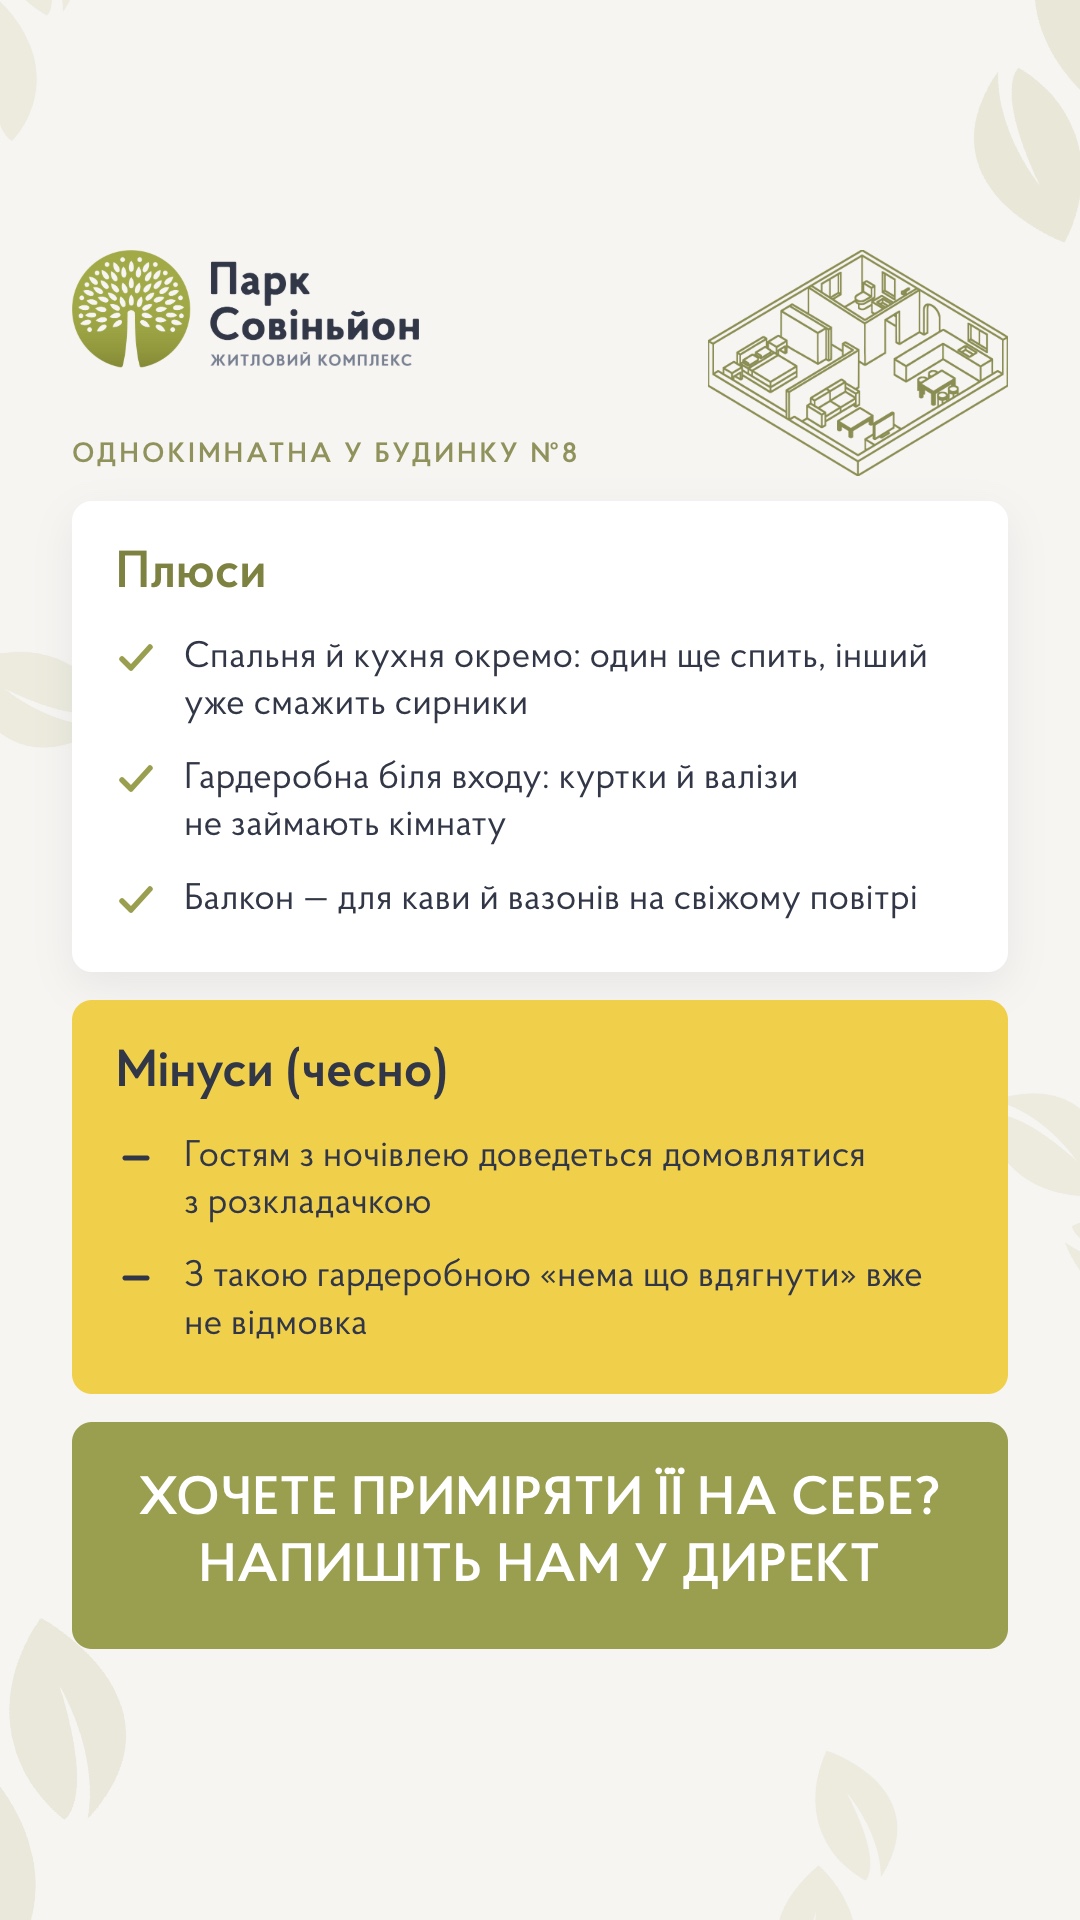 Парк
Совіньйон
ЖИТЛОВИЙ КОМПЛЕКС
ОДНОКІМНАТНА У БУДИНКУ №8
Плюси
Спальня й кухня окремо: один ще спить, інший
уже смажить сирники
Гардеробна біля входу: куртки й валізи
не займають кімнату
Балкон — для кави й вазонів на свіжому повітрі
Мінуси (чесно)
Гостям з ночівлею доведеться домовлятися
з розкладачкою
З такою гардеробною «нема що вдягнути» вже
не відмовка
ХОЧЕТЕ ПРИМІРЯТИ ЇЇ НА СЕБЕ?
НАПИШІТЬ НАМ У ДИРЕКТ